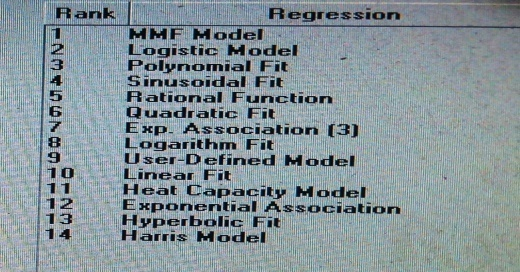 Rank Regression
1 MMF Model
2 Logistic Model
3 Polynomial Fit
4 Sinusoidal Fit
5 Rational Function
6 Quadratic Fit
7 Exp. Association (3)
8 Logarithm Fit
9 User-Defined Model
10 Linear Fit
11 Heat Capacity Model
12 Exponential Association
13 Hyperbolic Fit
14 Harris Model